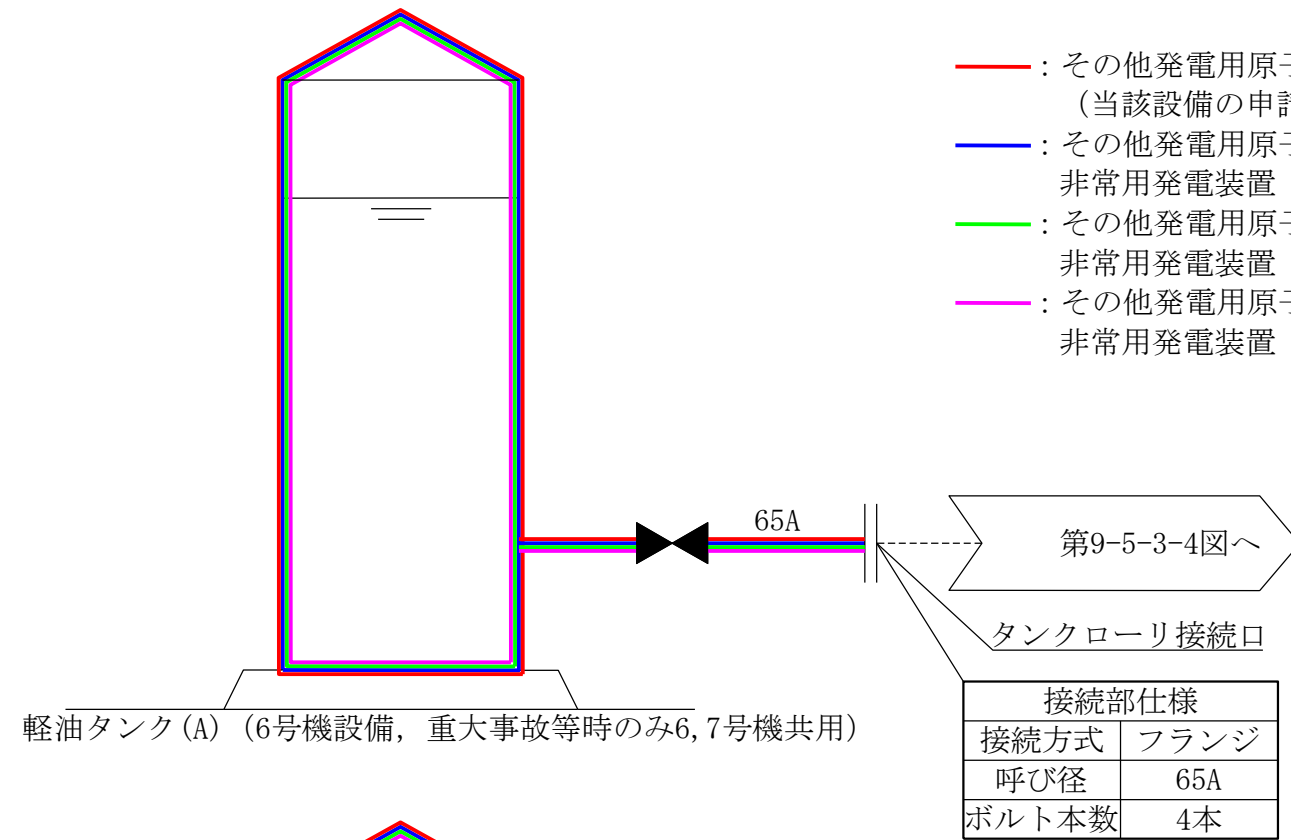 : その他発電用原
(当該設備の申
: その他発電用原
非常用発電装置
: その他発電用原
非常用発電装置
: その他発電用原
非常用発電装置
65A
第9-5-3-4図へ
タンクローリ接続口
軽油タンク(A) (6号機設備, 重大事故等時のみ6,7号機共用)
接続部仕様
接続方式 フランジ
呼び径 65A
ボルト本数 4本